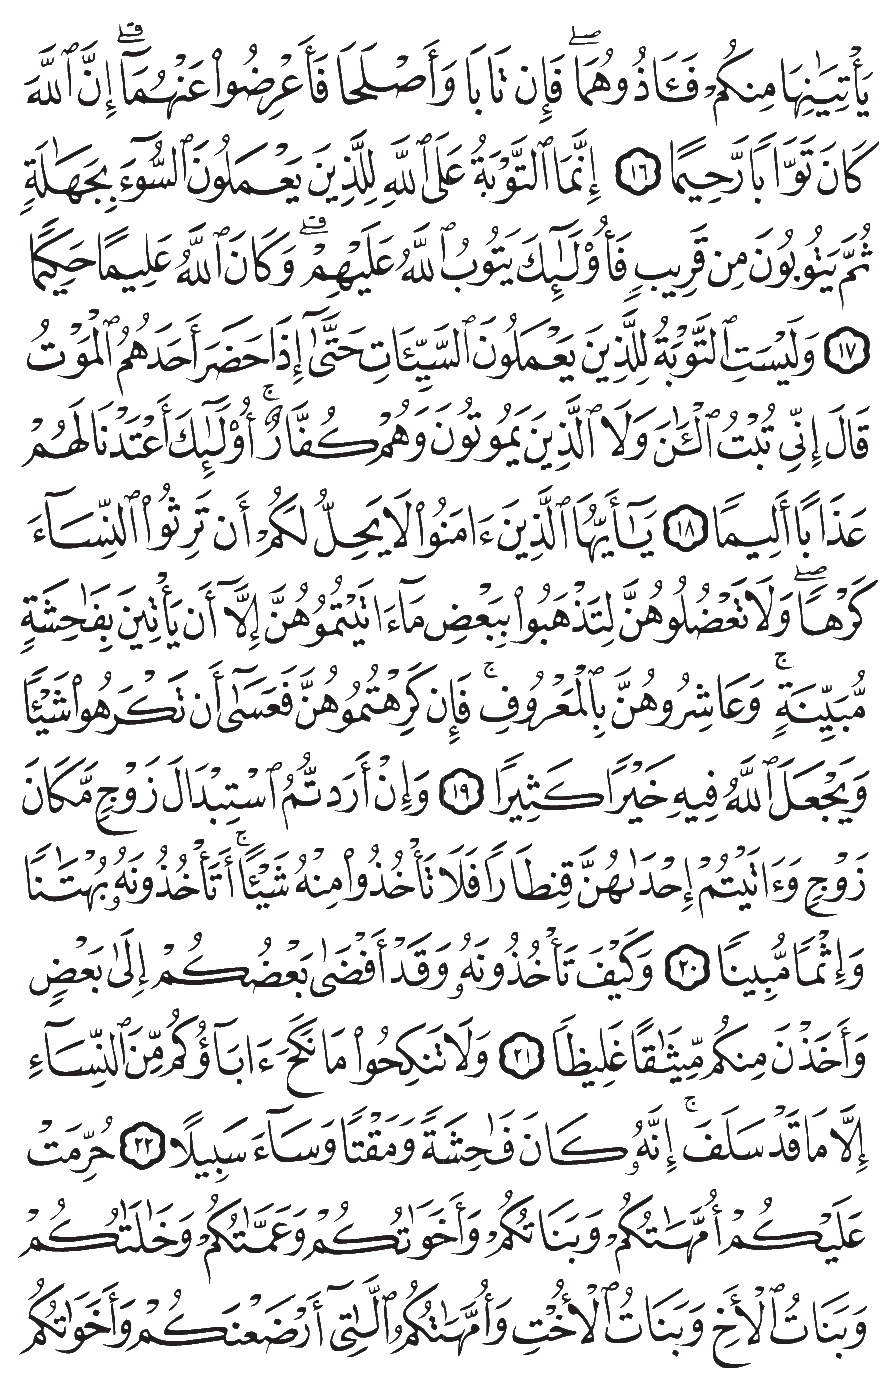 يَأۡتِيَٰنِهَا مِنكُمۡ فَـَٔاذُوهُمَاۖ فَإِن تَابَا وَأَصۡلَحَا فَأَعۡرِضُواْ عَنۡهُمَآۗ إِنَّ ٱللَّهَ
كَانَ تَوَّابٗا رَّحِيمًا ١٦ إِنَّمَا ٱلتَّوۡبَةُ عَلَى ٱللَّهِ لِلَّذِينَ يَعۡمَلُونَ ٱلسُّوٓءَ بِجَهَٰلَةٖ
ثُمَّ يَتُوبُونَ مِن قَرِيبٖ فَأُوْلَٰٓئِكَ يَتُوبُ ٱللَّهُ عَلَيۡهِمۡۗ وَكَانَ ٱللَّهُ عَلِيمًا حَكِيمٗا
١٧ وَلَيۡسَتِ ٱلتَّوۡبَةُ لِلَّذِينَ يَعۡمَلُونَ ٱلسَّيِّـَٔاتِ حَتَّىٰٓ إِذَا حَضَرَ أَحَدَهُمُ ٱلۡمَوۡتُ
قَالَ إِنِّي تُبۡتُ ٱلۡـَٰٔنَ وَلَا ٱلَّذِينَ يَمُوتُونَ وَهُمۡ كُفَّارٌۚ أُوْلَٰٓئِكَ أَعۡتَدۡنَا لَهُمۡ
عَذَابًا أَلِيمٗا ١٨ يَٰٓأَيُّهَا ٱلَّذِينَ ءَامَنُواْ لَا يَحِلُّ لَكُمۡ أَن تَرِثُواْ ٱلنِّسَآءَ
كَرۡهٗاۖ وَلَا تَعۡضُلُوهُنَّ لِتَذۡهَبُواْ بِبَعۡضِ مَآ ءَاتَيۡتُمُوهُنَّ إِلَّآ أَن يَأۡتِينَ بِفَٰحِشَةٖ
مُّبَيِّنَةٖۚ وَعَاشِرُوهُنَّ بِٱلۡمَعۡرُوفِۚ فَإِن كَرِهۡتُمُوهُنَّ فَعَسَىٰٓ أَن تَكۡرَهُواْ شَيۡـٔٗا
وَيَجۡعَلَ ٱللَّهُ فِيهِ خَيۡرٗا كَثِيرٗا ١٩ وَإِنۡ أَرَدتُّمُ ٱسۡتِبۡدَالَ زَوۡجٖ مَّكَانَ
زَوۡجٖ وَءَاتَيۡتُمۡ إِحۡدَىٰهُنَّ قِنطَارٗا فَلَا تَأۡخُذُواْ مِنۡهُ شَيۡـًٔاۚ أَتَأۡخُذُونَهُۥ بُهۡتَٰنٗا
وَإِثۡمٗا مُّبِينٗا ٢٠ وَكَيۡفَ تَأۡخُذُونَهُۥ وَقَدۡ أَفۡضَىٰ بَعۡضُكُمۡ إِلَىٰ بَعۡضٖ
وَأَخَذۡنَ مِنكُم مِّيثَٰقًا غَلِيظٗا ٢١ وَلَا تَنكِحُواْ مَا نَكَحَ ءَابَآؤُكُم مِّنَ ٱلنِّسَآءِ
إِلَّا مَا قَدۡ سَلَفَۚ إِنَّهُۥ كَانَ فَٰحِشَةٗ وَمَقۡتٗا وَسَآءَ سَبِيلًا ٢٢ حُرِّمَتۡ
عَلَيۡكُمۡ أُمَّهَٰتُكُمۡ وَبَنَاتُكُمۡ وَأَخَوَٰتُكُمۡ وَعَمَّٰتُكُمۡ وَخَٰلَٰتُكُمۡ
وَبَنَاتُ ٱلۡأَخِ وَبَنَاتُ ٱلۡأُخۡتِ وَأُمَّهَٰتُكُمُ ٱلَّٰتِيٓ أَرۡضَعۡنَكُمۡ وَأَخَوَٰتُكُم